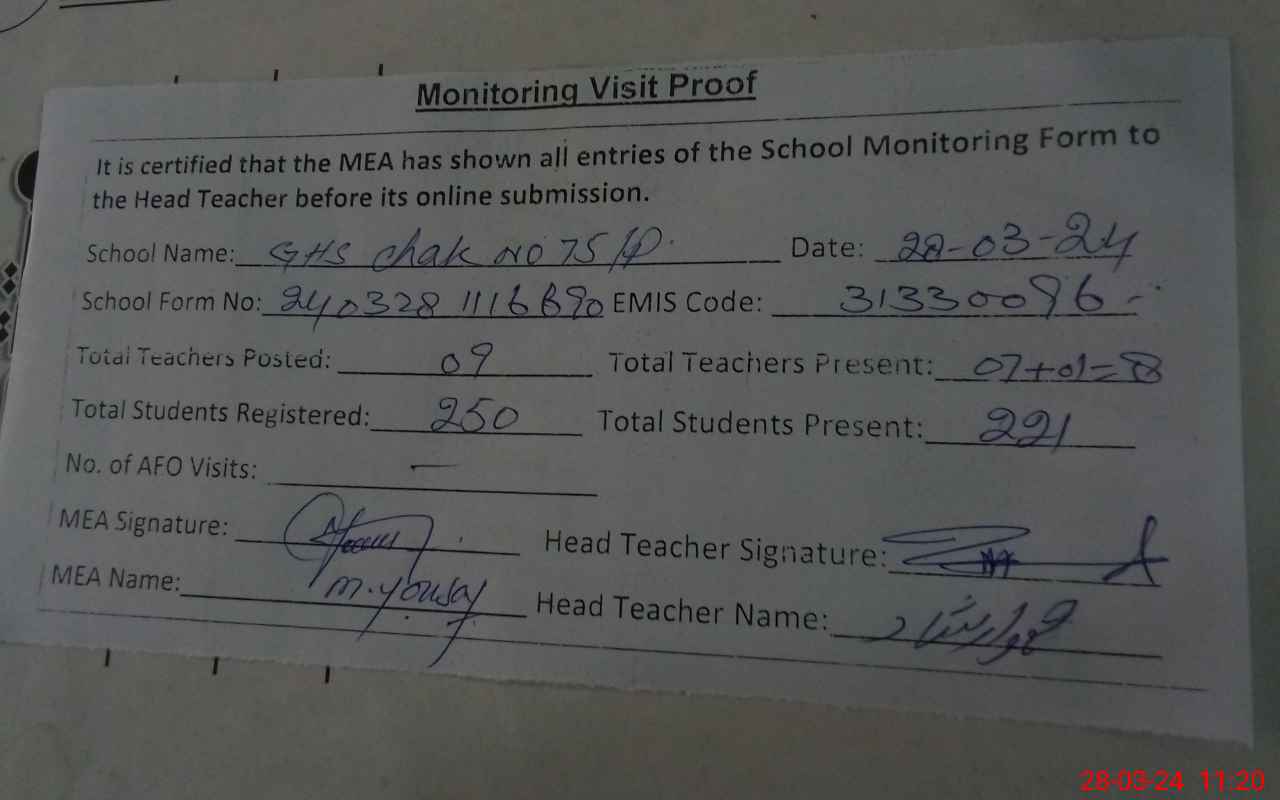 Monitoring Visit Proof
It is certified that the MEA has shown all entries of the School Monitoring Form to
the Head Teacher before its online submission.
School Name: GHS chak no 75/P. Date: 28-03-24
School Form No: 240328 1116690 EMIS Code: 31330096
Total Teachers Posted: 09 Total Teachers Present: 07+01=8
Total Students Registered: 250 Total Students Present: 221
No. of AFO Visits: —
MEA Signature: Head Teacher Signature:
MEA Name: M. Yousaf Head Teacher Name:
28-03-24 11:20